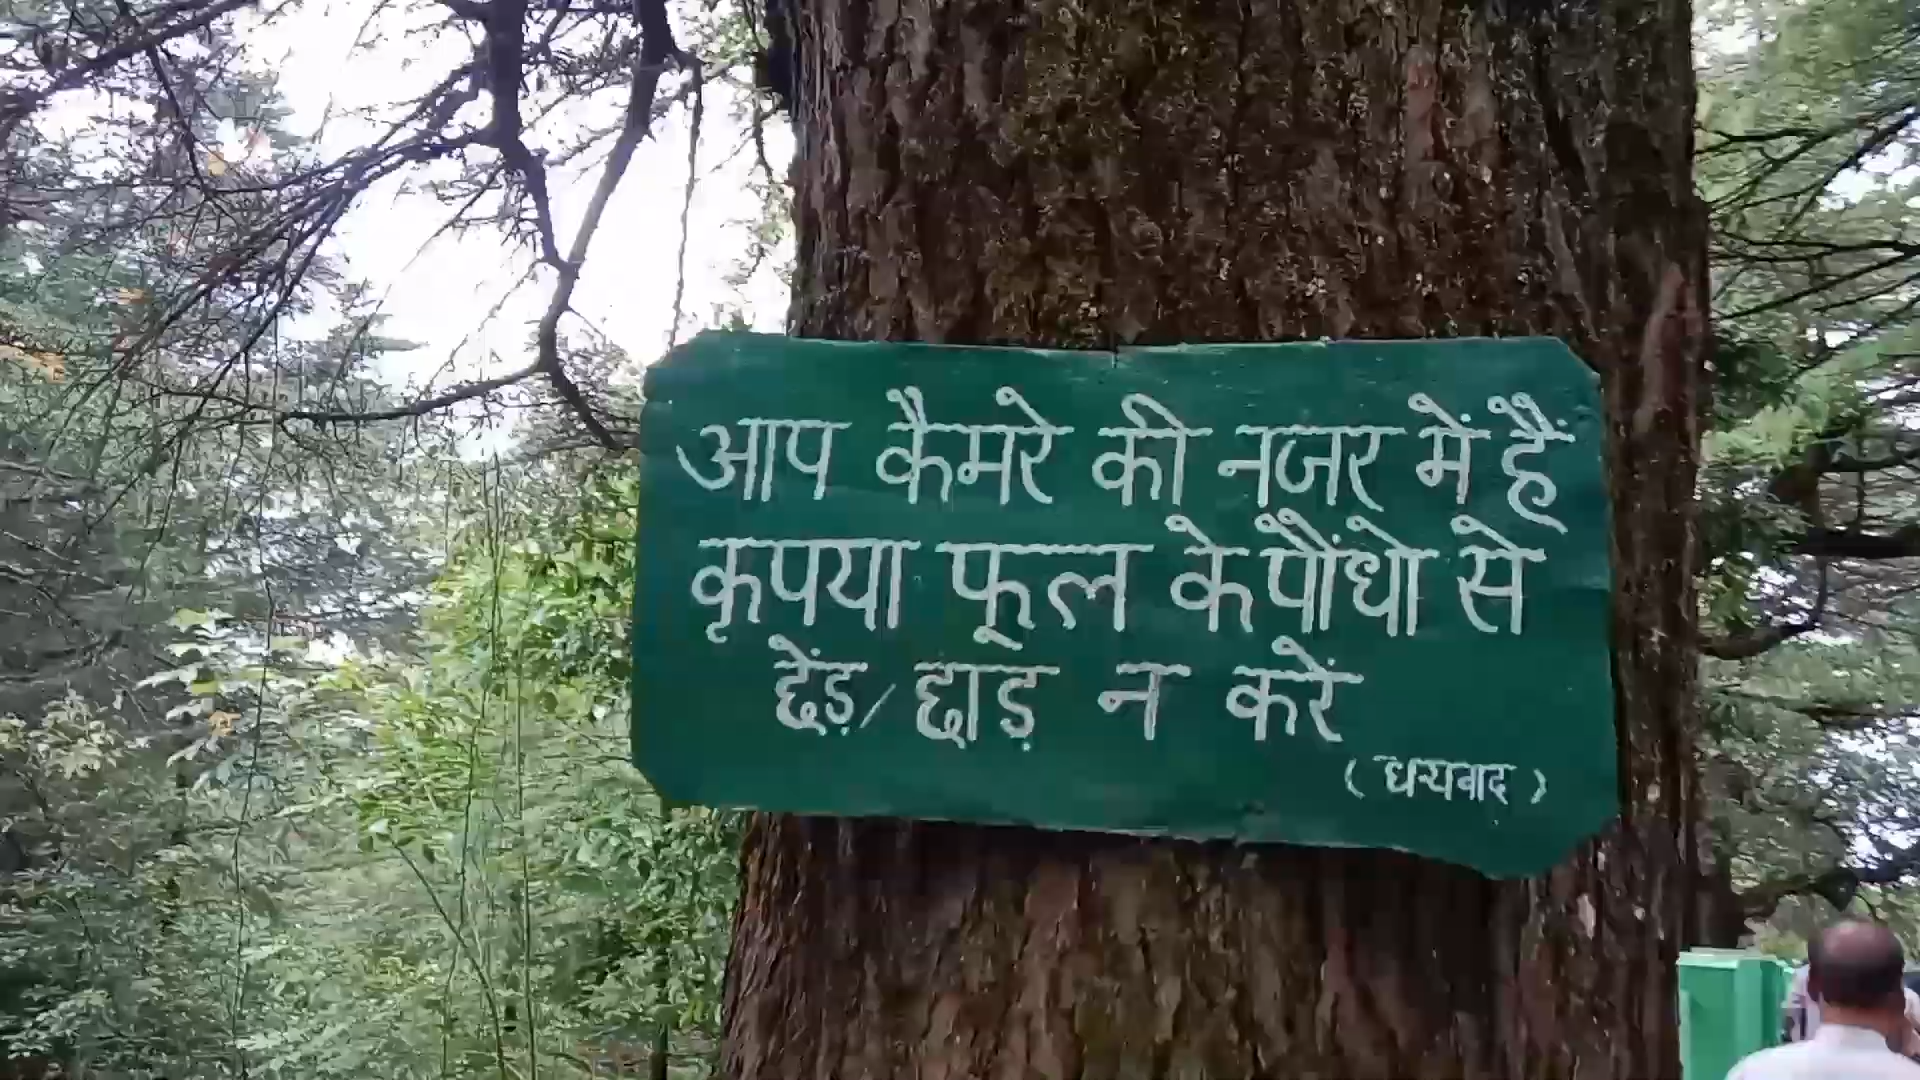 आप कैमरे की नजर में हैं
कृपया फूल के पौंधो से
छेंड़/छाड़ न करें
(धन्यवाद)